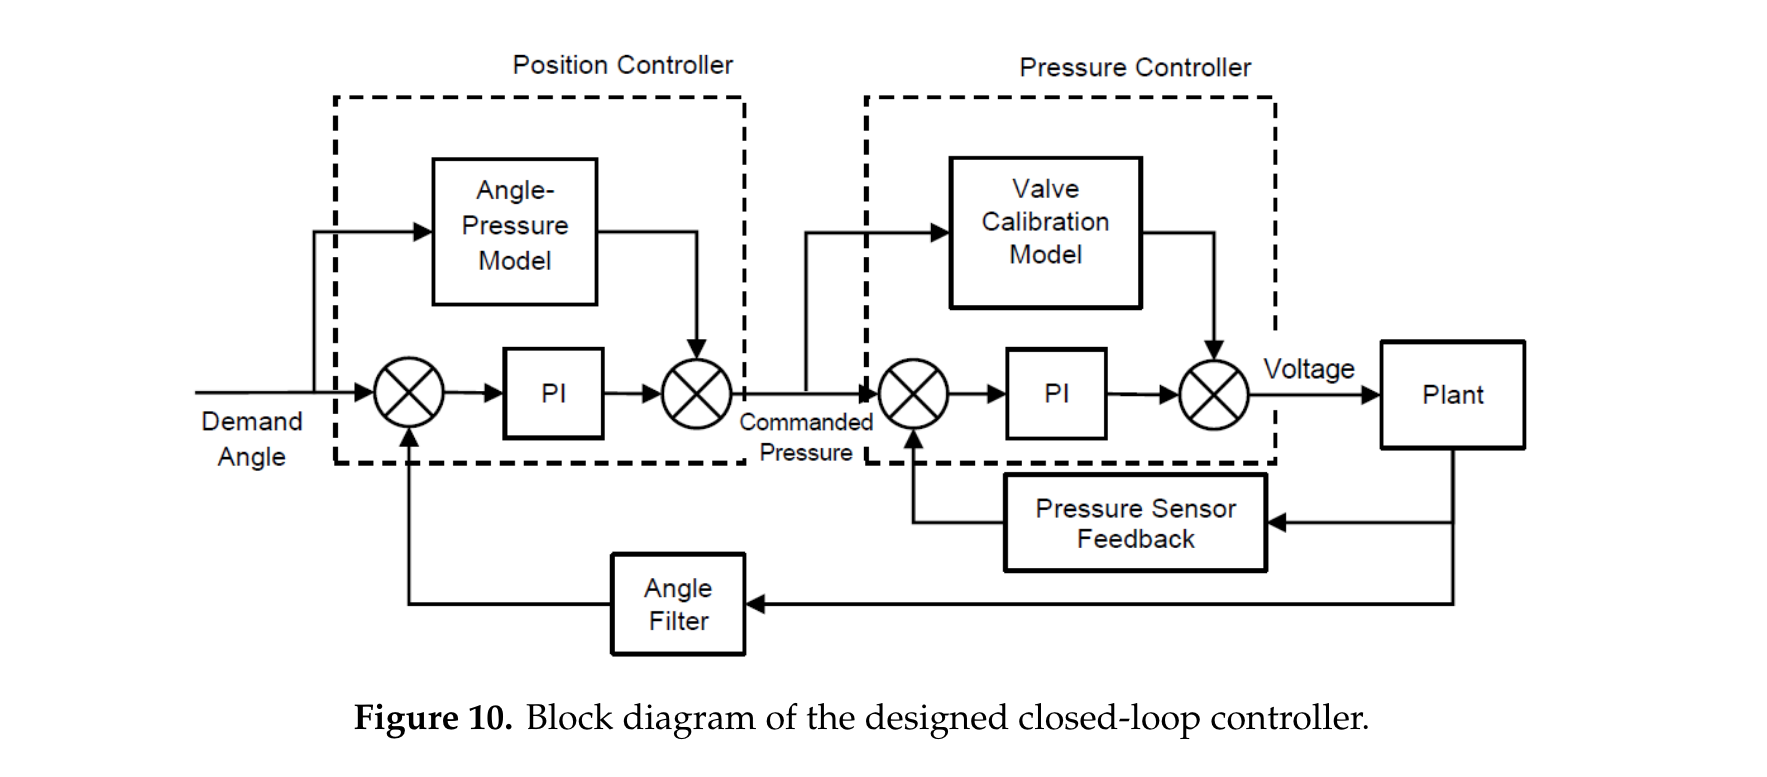 Position Controller
Pressure Controller
Angle-
Pressure
Model
Valve
Calibration
Model
PI
PI
Voltage
Plant
Demand
Angle
Commanded
Pressure
Pressure Sensor
Feedback
Angle
Filter
Figure 10. Block diagram of the designed closed-loop controller.